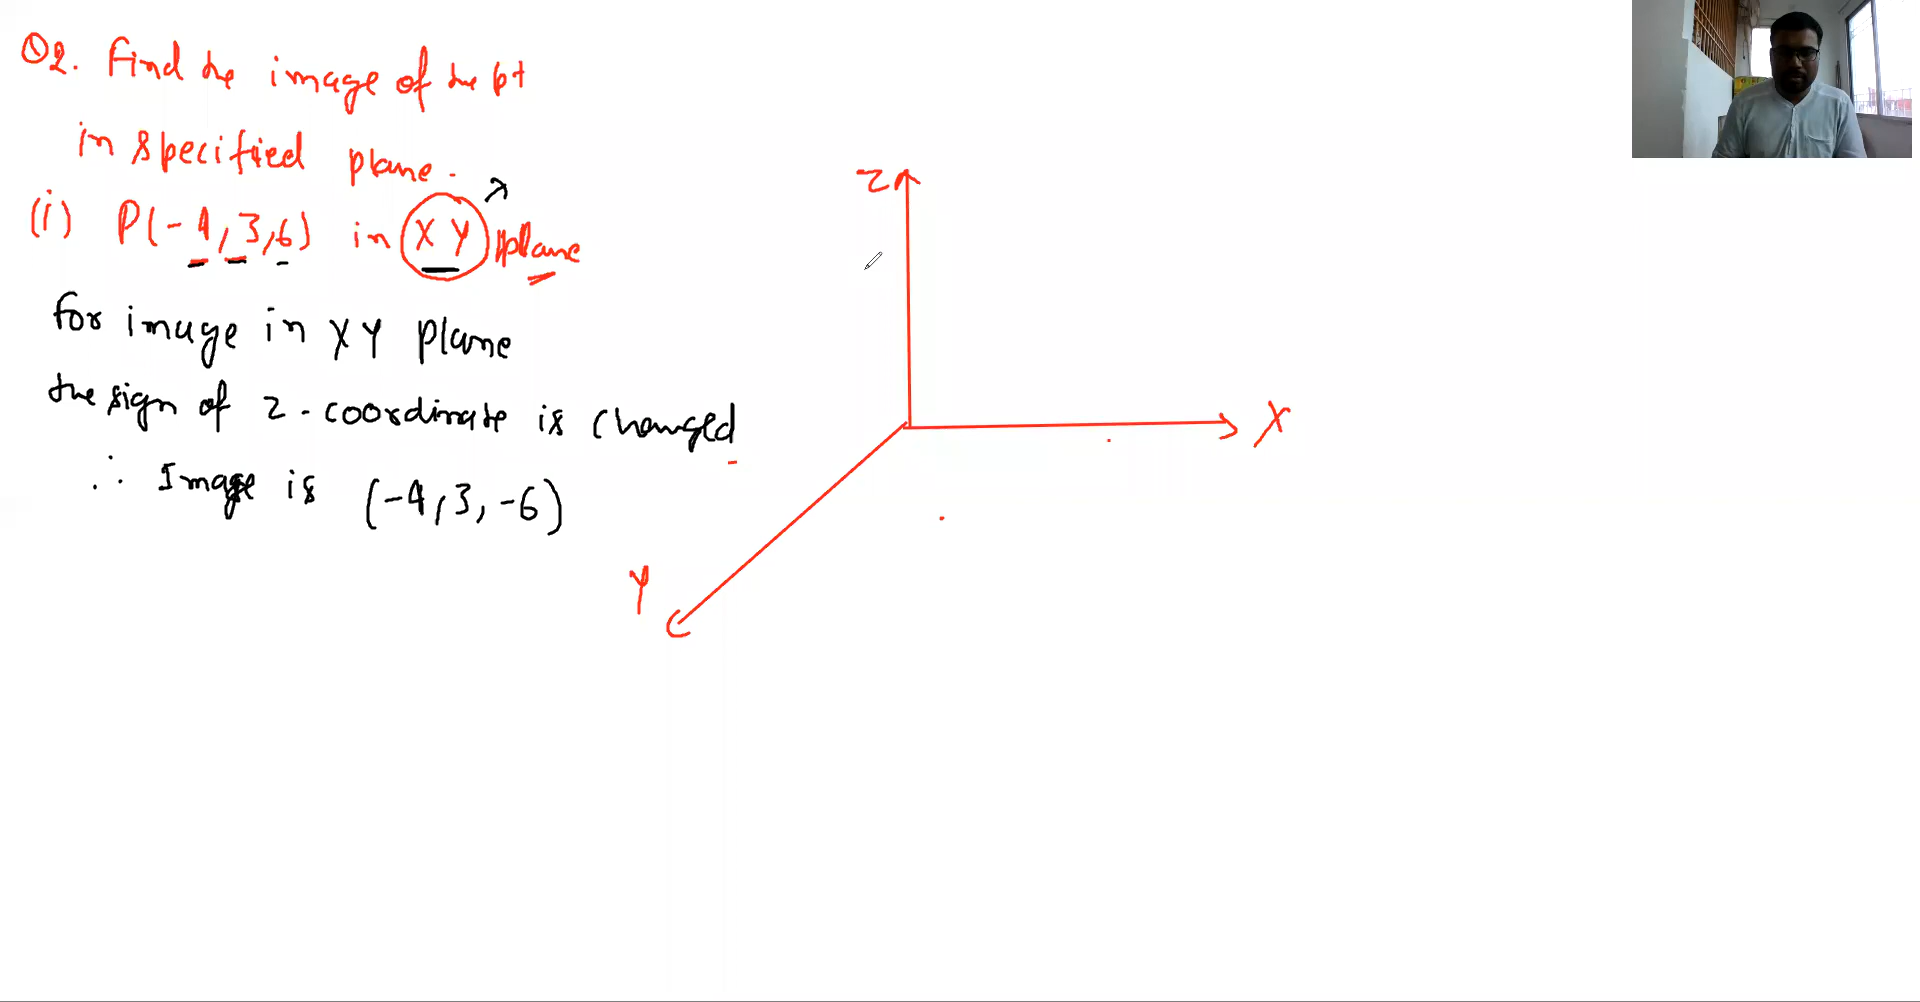 Q2. Find the image of the pt
in specified plane.
(i) P(-4,3,6) in XY plane
for image in XY plane
the sign of z-coordinate is changed
∴ Image is (-4,3,-6)
Z
X
Y